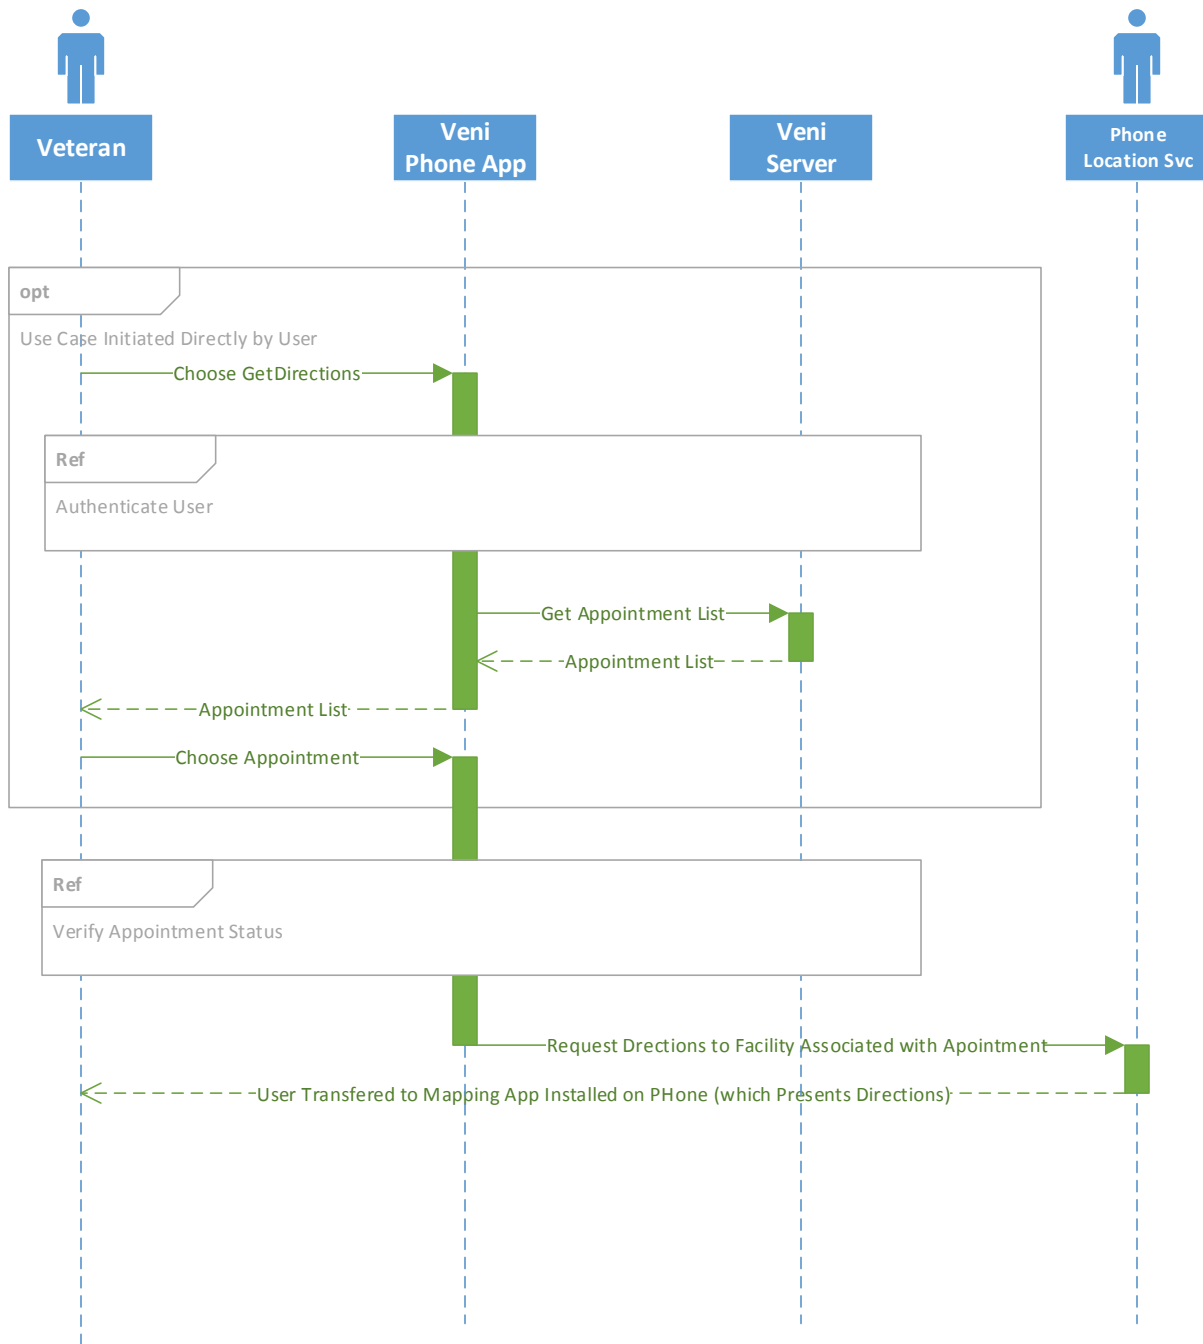 Veteran
Veni
Phone App
Veni
Server
Phone
Location Svc
opt
Use Case Initiated Directly by User
Choose GetDirections
Ref
Authenticate User
Get Appointment List
Appointment List
Appointment List
Choose Appointment
Ref
Verify Appointment Status
Request Drections to Facility Associated with Apointment
User Transfered to Mapping App Installed on PHone (which Presents Directions)